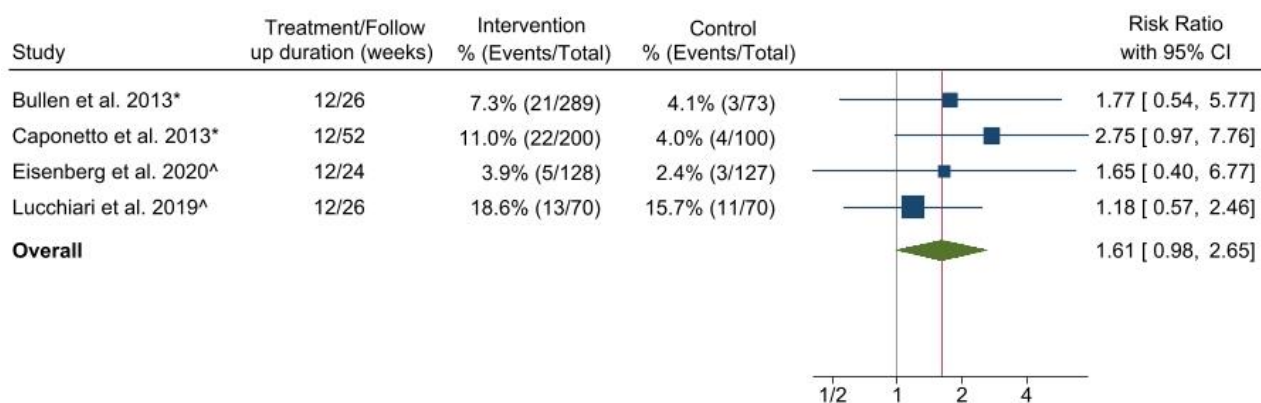 Study Treatment/Follow up duration (weeks) Intervention % (Events/Total) Control % (Events/Total) Risk Ratio with 95% CI
Bullen et al. 2013* 12/26 7.3% (21/289) 4.1% (3/73) 1.77 [ 0.54, 5.77]
Caponetto et al. 2013* 12/52 11.0% (22/200) 4.0% (4/100) 2.75 [ 0.97, 7.76]
Eisenberg et al. 2020^ 12/24 3.9% (5/128) 2.4% (3/127) 1.65 [ 0.40, 6.77]
Lucchiari et al. 2019^ 12/26 18.6% (13/70) 15.7% (11/70) 1.18 [ 0.57, 2.46]
Overall 1.61 [ 0.98, 2.65]
1/2 1 2 4